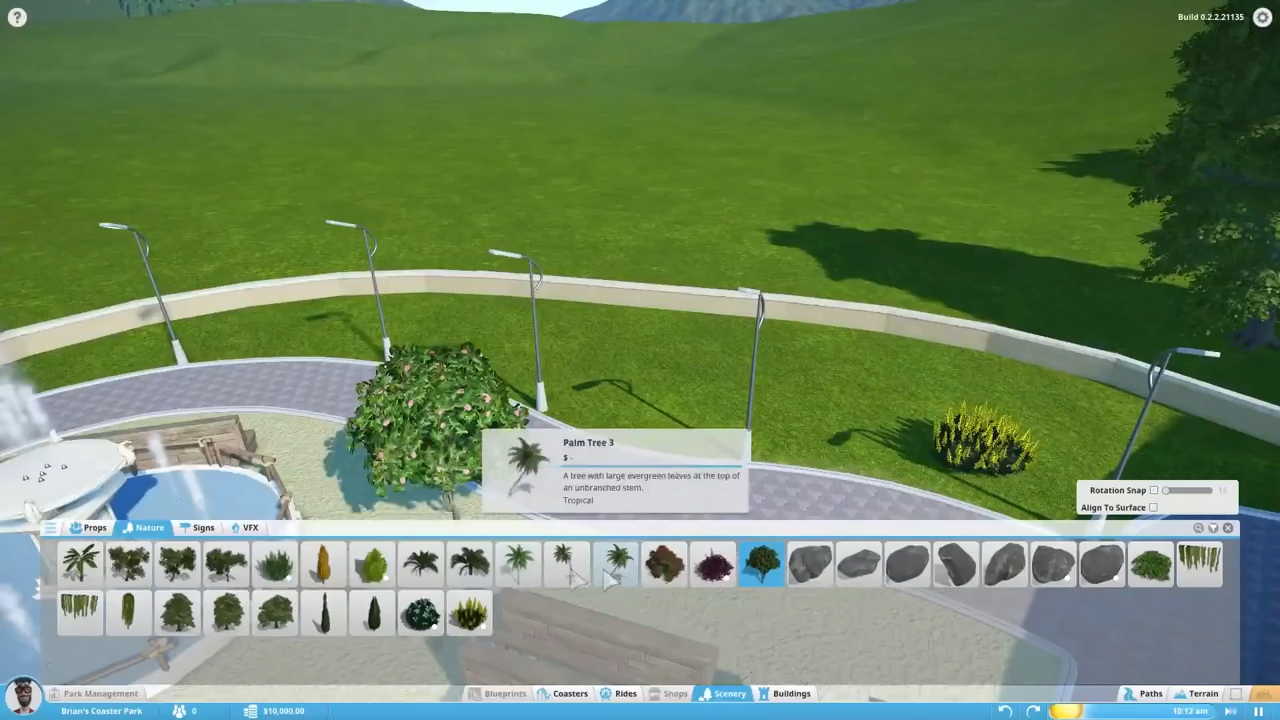 ?
Build 0.2.2.21135
Palm Tree 3
$ -
A tree with large evergreen leaves at the top of
an unbranched stem.
Tropical
Rotation Snap
Align To Surface
Props Nature Signs VFX
Park Management Blueprints Coasters Rides Shops Scenery Buildings Paths Terrain
Brian's Coaster Park 0 $10,000.00 10:12 am